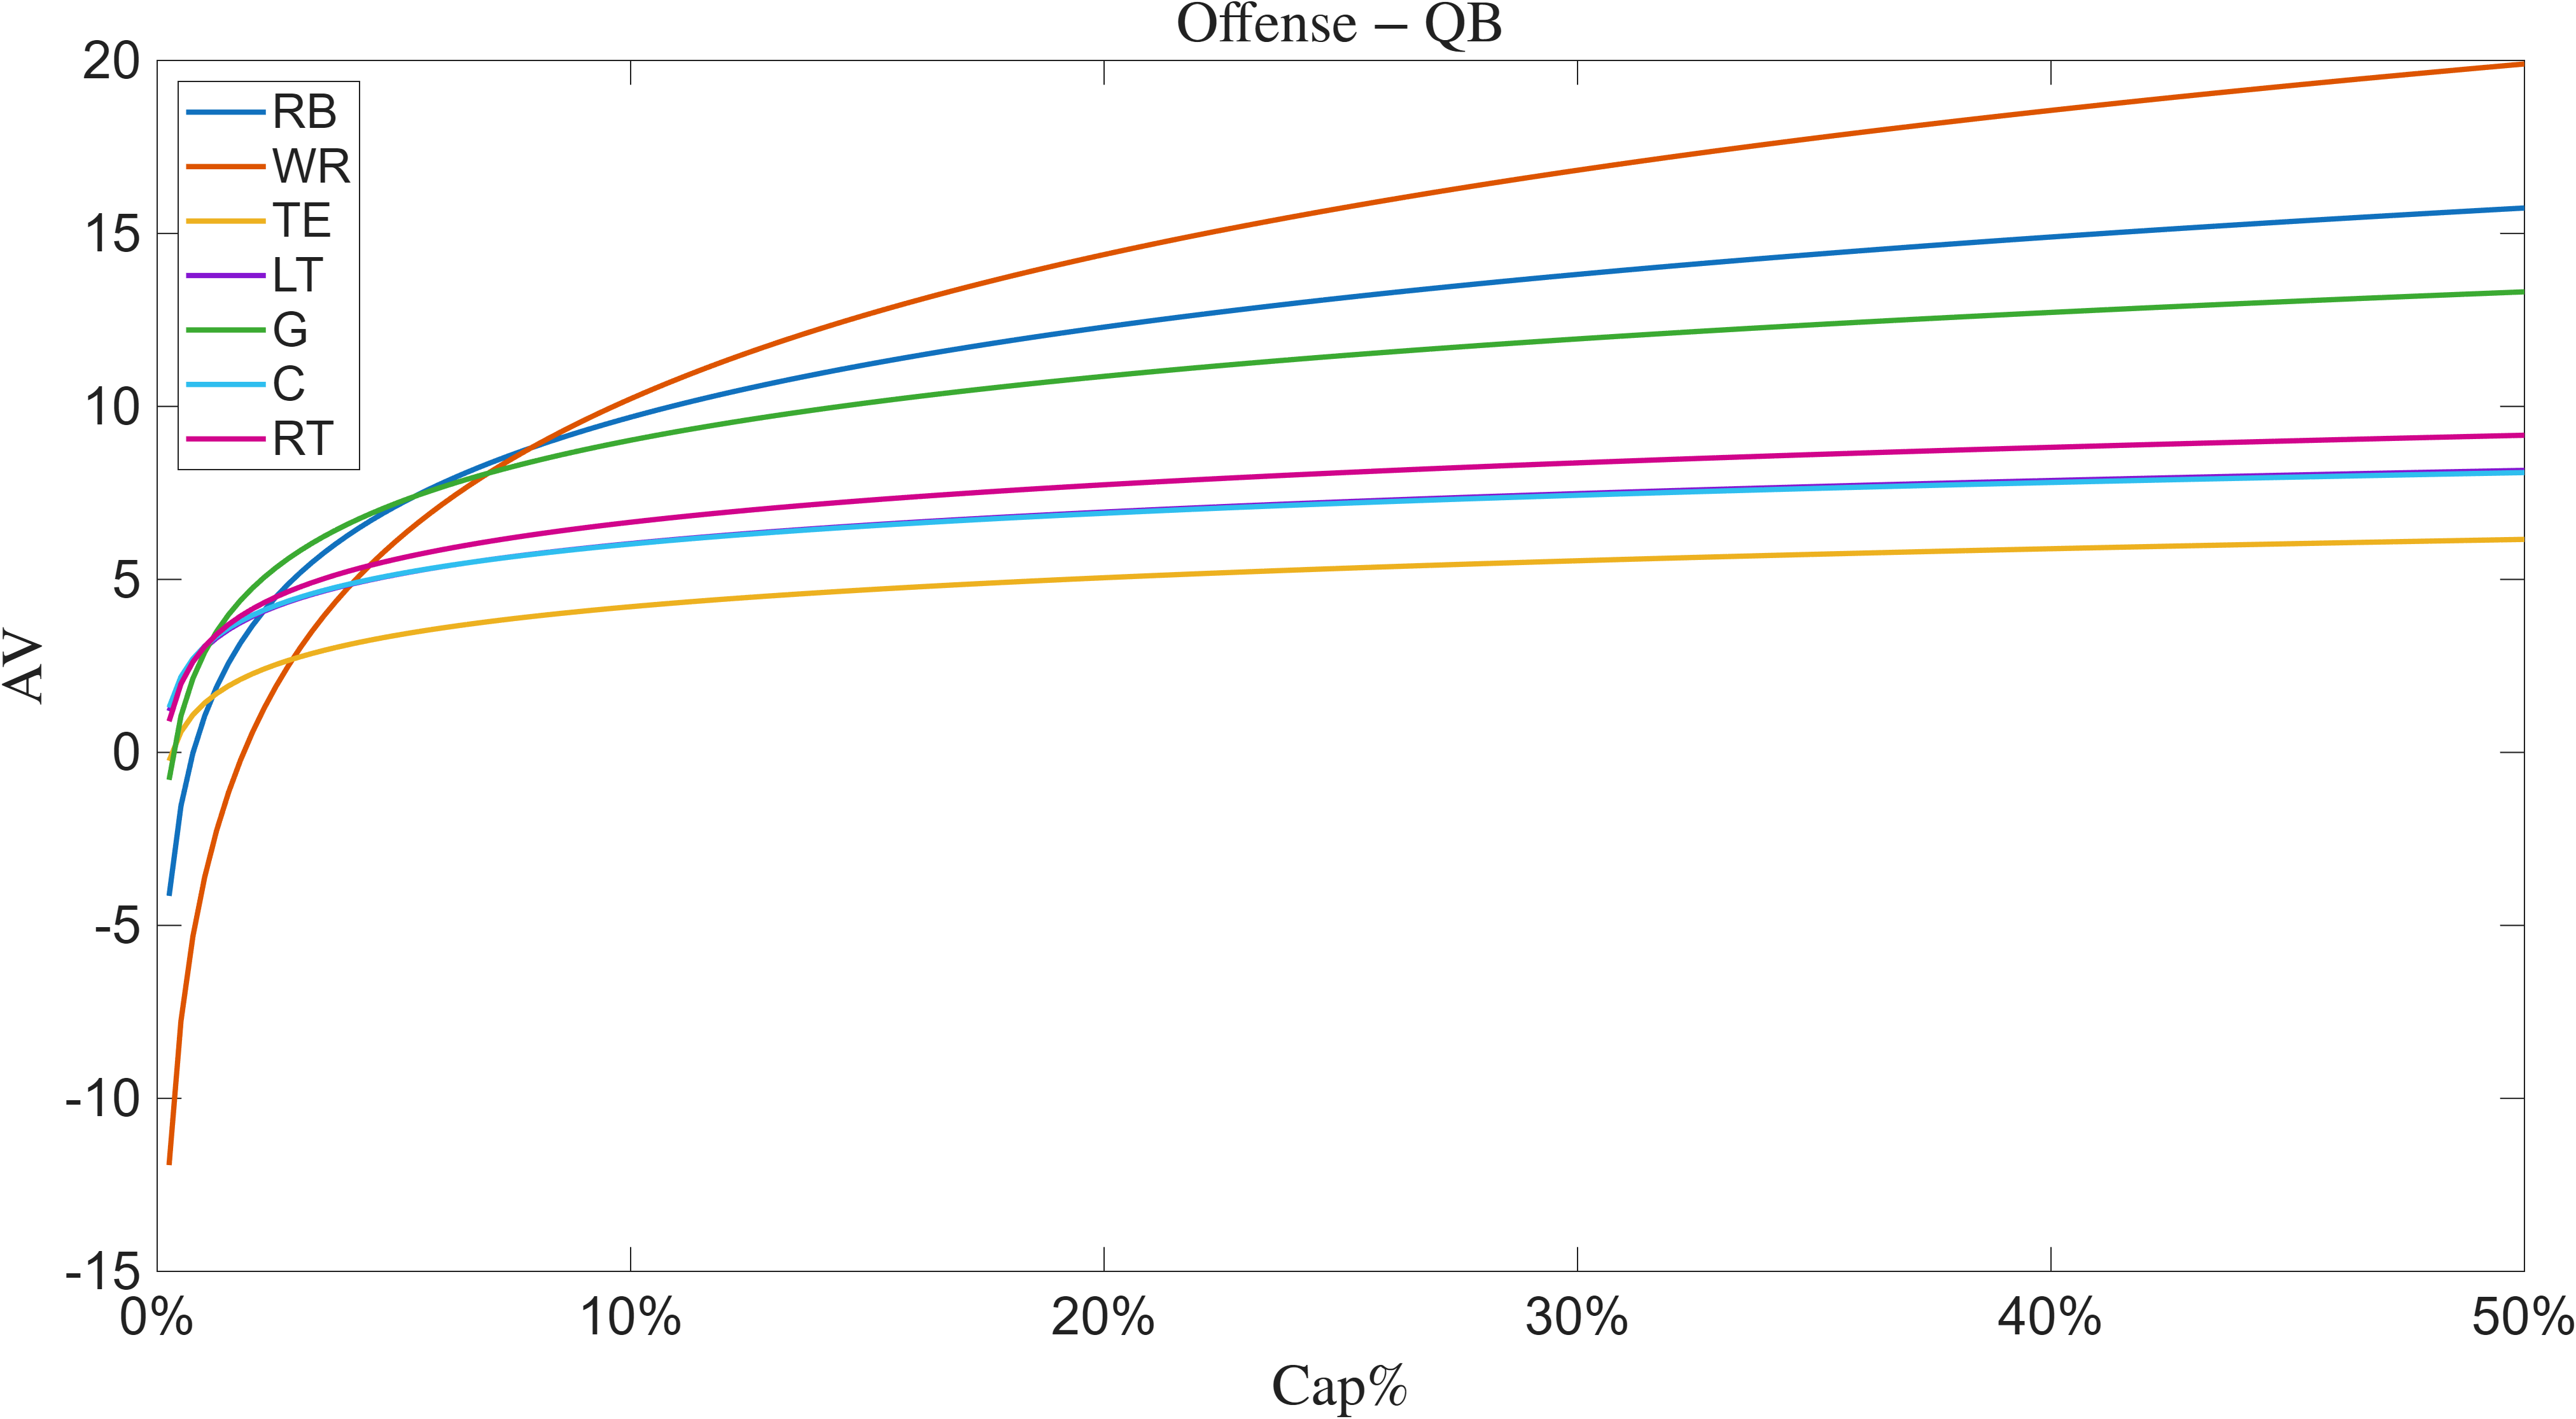 Offense – QB
20
15
10
5
0
-5
-10
-15
RB
WR
TE
LT
G
C
RT
AV
0% 10% 20% 30% 40% 50%
Cap%